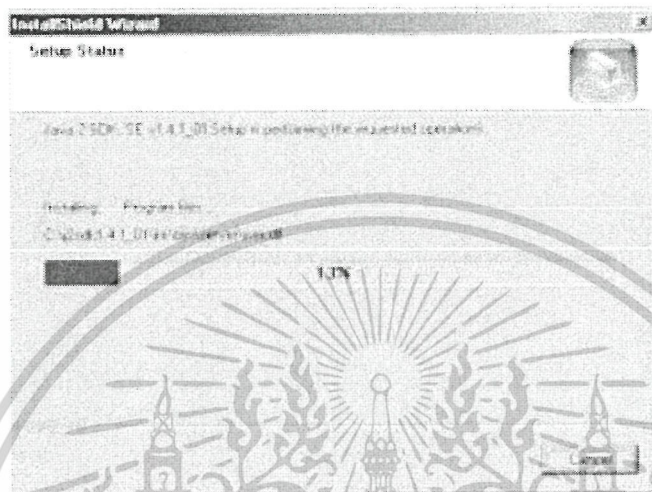 InstallShield Wizard
Setup Status
Java 2 SDK, SE v1.4.1_01 Setup is performing the requested operations.
Installing Program files
13%
Cancel